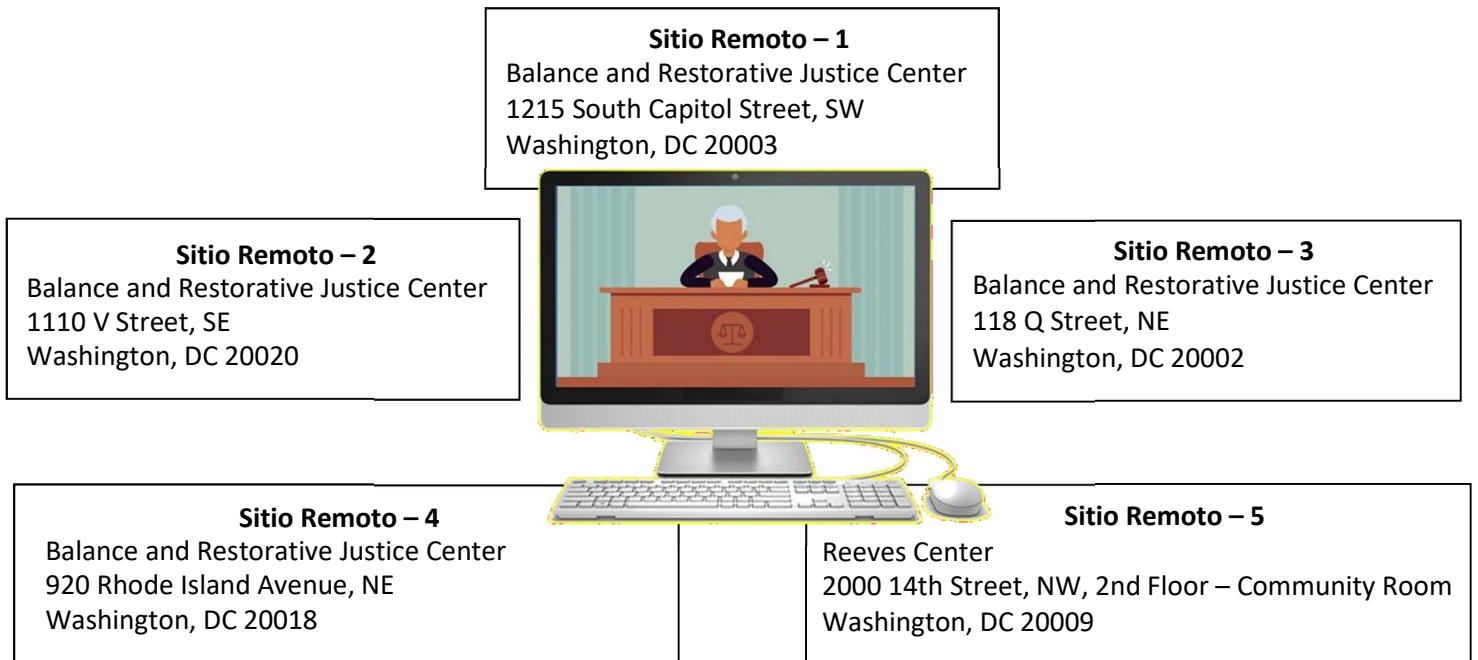 Sitio Remoto – 1
Balance and Restorative Justice Center
1215 South Capitol Street, SW
Washington, DC 20003
Sitio Remoto – 2
Balance and Restorative Justice Center
1110 V Street, SE
Washington, DC 20020
Sitio Remoto – 3
Balance and Restorative Justice Center
118 Q Street, NE
Washington, DC 20002
Sitio Remoto – 4
Balance and Restorative Justice Center
920 Rhode Island Avenue, NE
Washington, DC 20018
Sitio Remoto – 5
Reeves Center
2000 14th Street, NW, 2nd Floor – Community Room
Washington, DC 20009